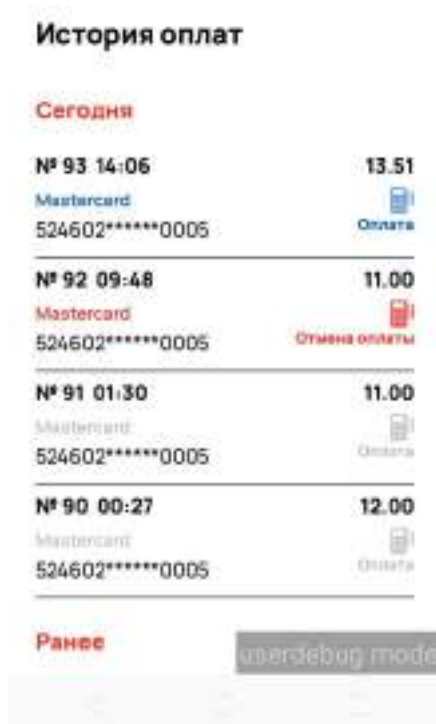 История оплат
Сегодня
№ 93 14:06 13.51
Mastercard
524602******0005 Оплата
№ 92 09:48 11.00
Mastercard
524602******0005 Отмена оплаты
№ 91 01:30 11.00
Mastercard
524602******0005 Оплата
№ 90 00:27 12.00
Mastercard
524602******0005 Оплата
Ранее
userdebug mode